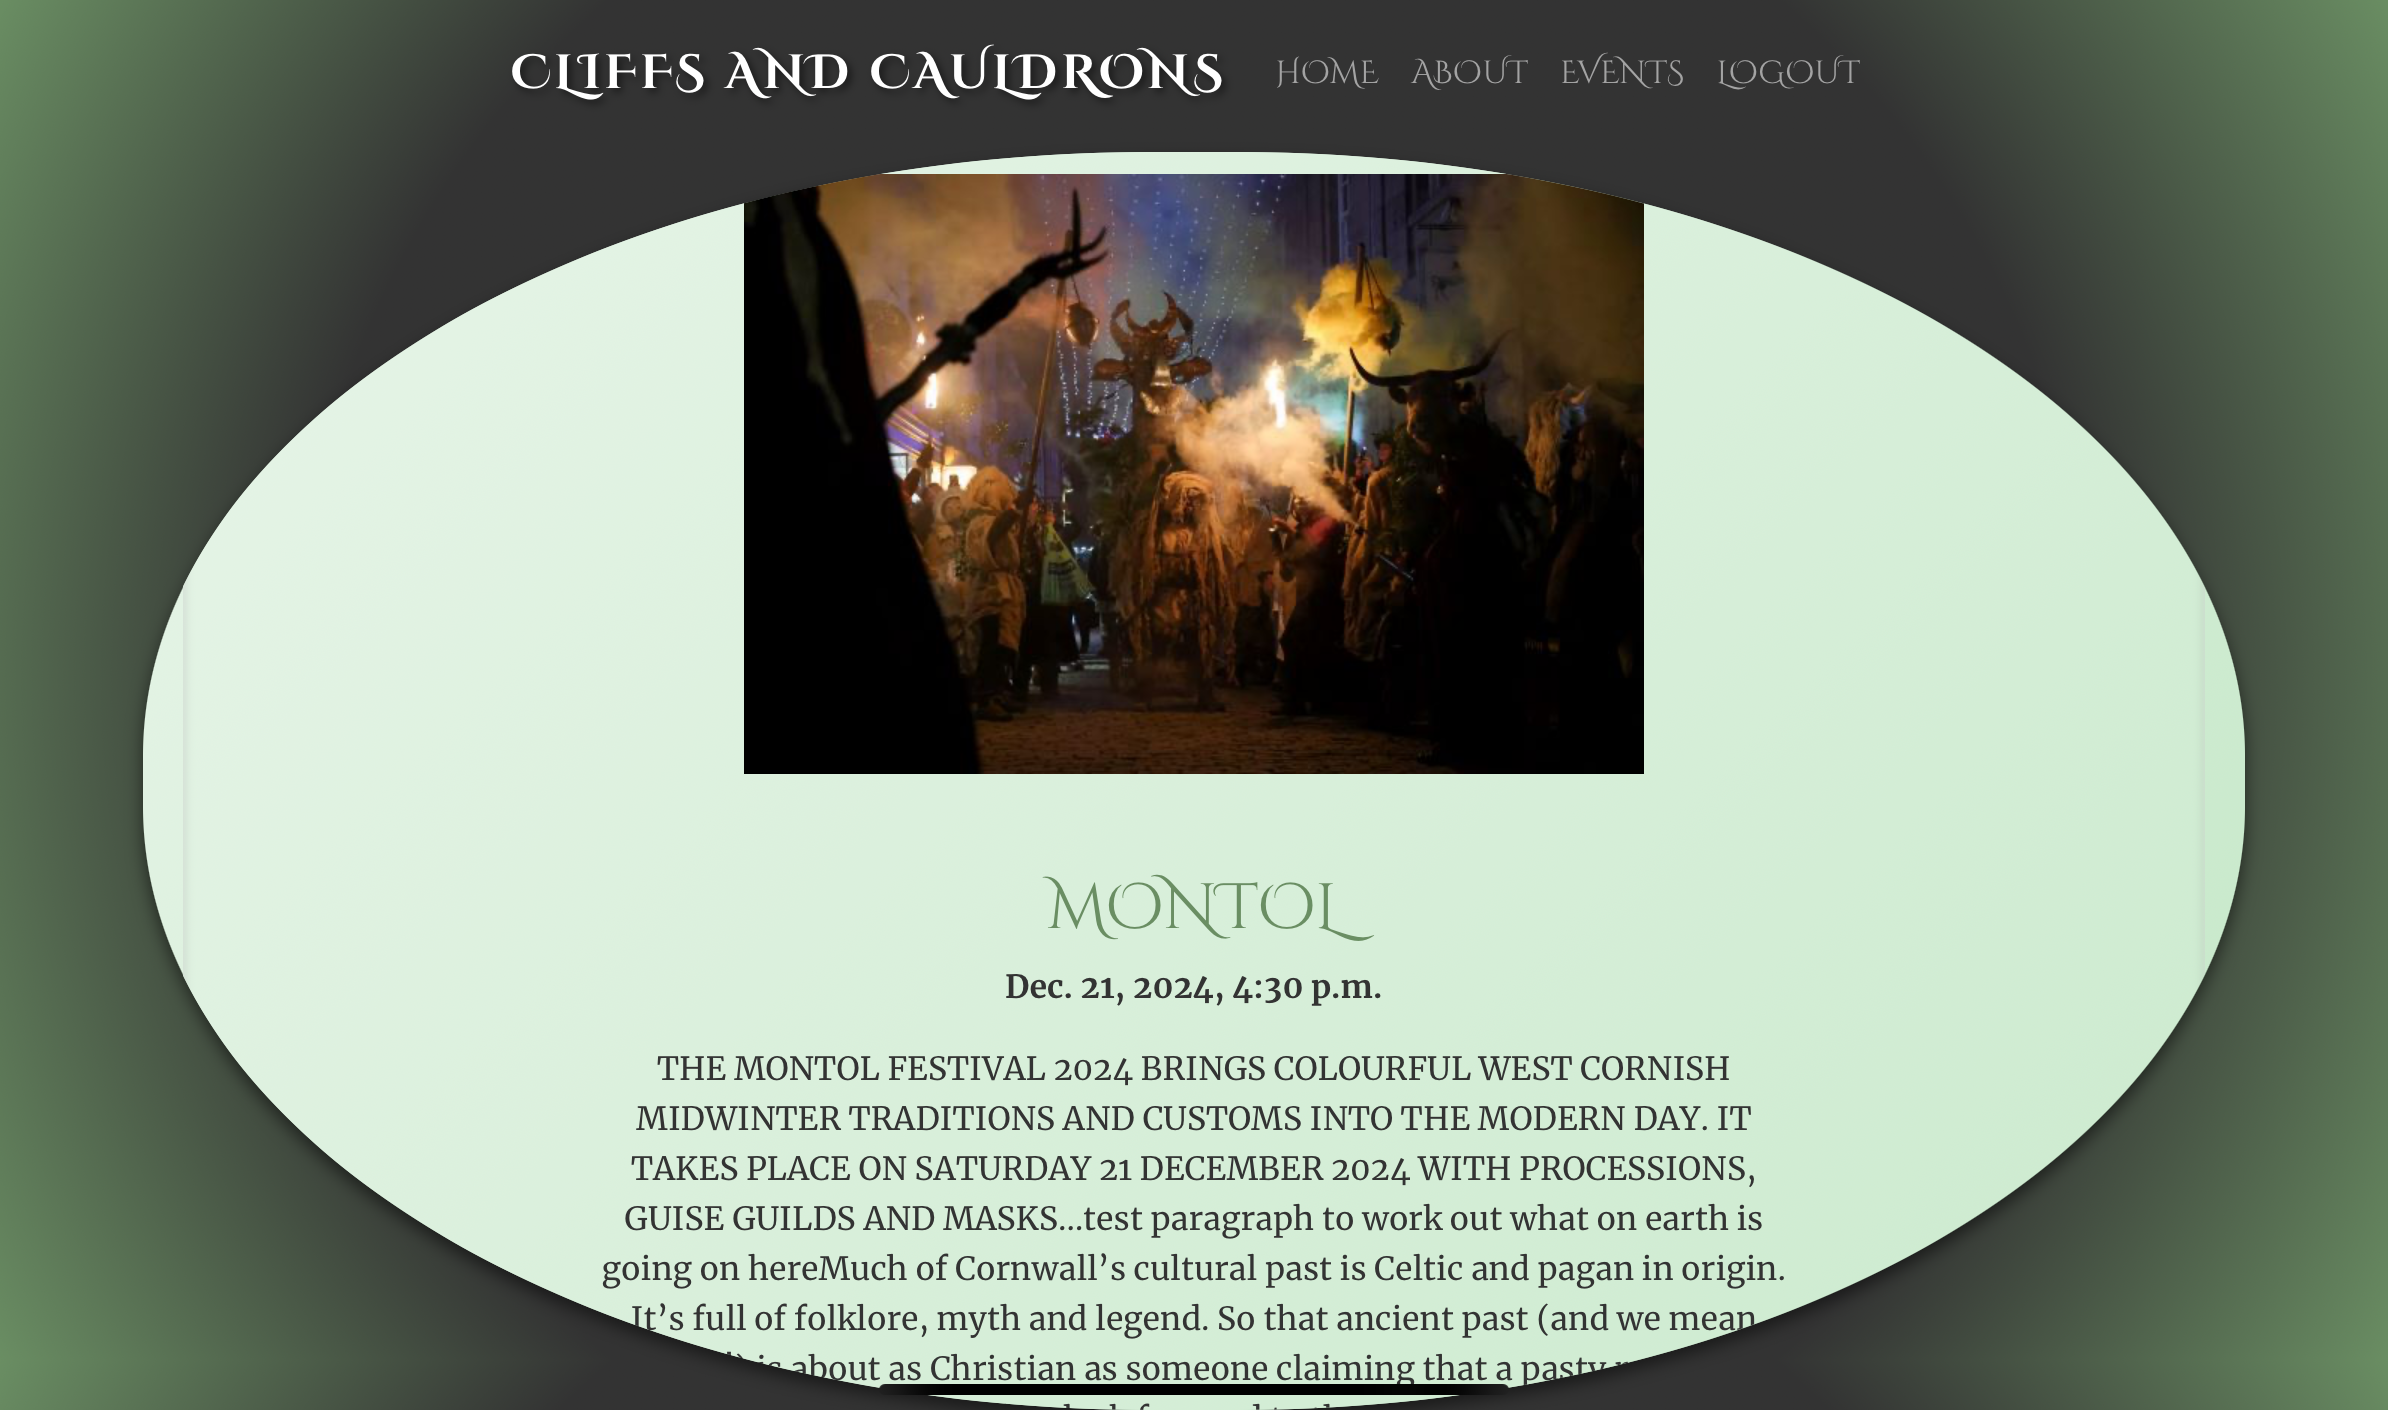 CLIFFS AND CAULDRONS HOME ABOUT EVENTS LOGOUT
MONTOL
Dec. 21, 2024, 4:30 p.m.
THE MONTOL FESTIVAL 2024 BRINGS COLOURFUL WEST CORNISH
MIDWINTER TRADITIONS AND CUSTOMS INTO THE MODERN DAY. IT
TAKES PLACE ON SATURDAY 21 DECEMBER 2024 WITH PROCESSIONS,
GUISE GUILDS AND MASKS…test paragraph to work out what on earth is
going on hereMuch of Cornwall’s cultural past is Celtic and pagan in origin.
It’s full of folklore, myth and legend. So that ancient past (and we mean
is about as Christian as someone claiming that a pasty